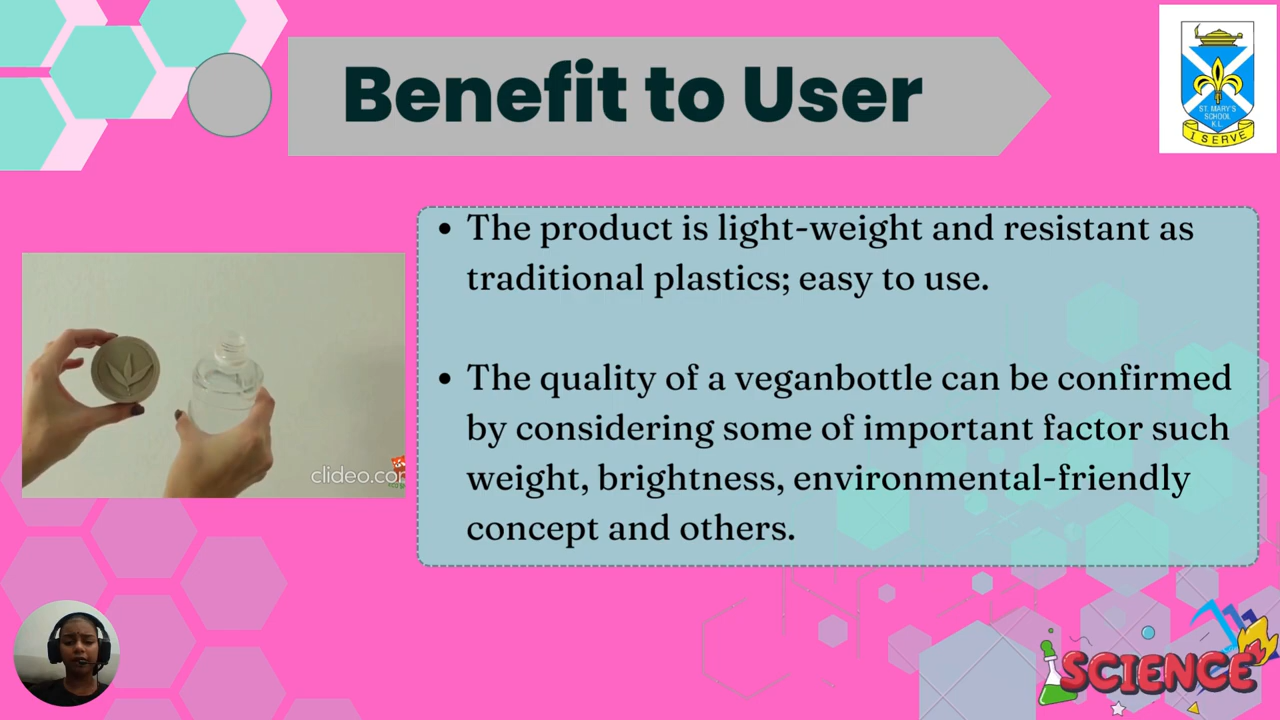 Benefit to User
ST. MARY'S
SCHOOL
K.L.
I SERVE
• The product is light-weight and resistant as
traditional plastics; easy to use.
• The quality of a veganbottle can be confirmed
by considering some of important factor such
weight, brightness, environmental-friendly
concept and others.
clideo.co
SCIENCE